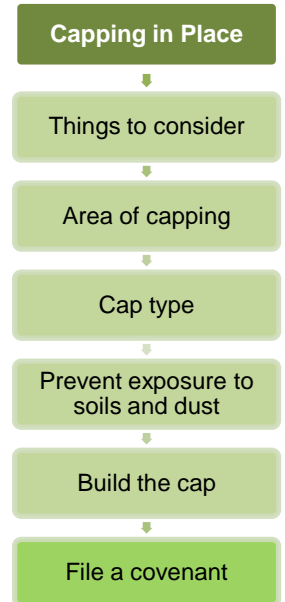 Capping in Place
Things to consider
Area of capping
Cap type
Prevent exposure to
soils and dust
Build the cap
File a covenant